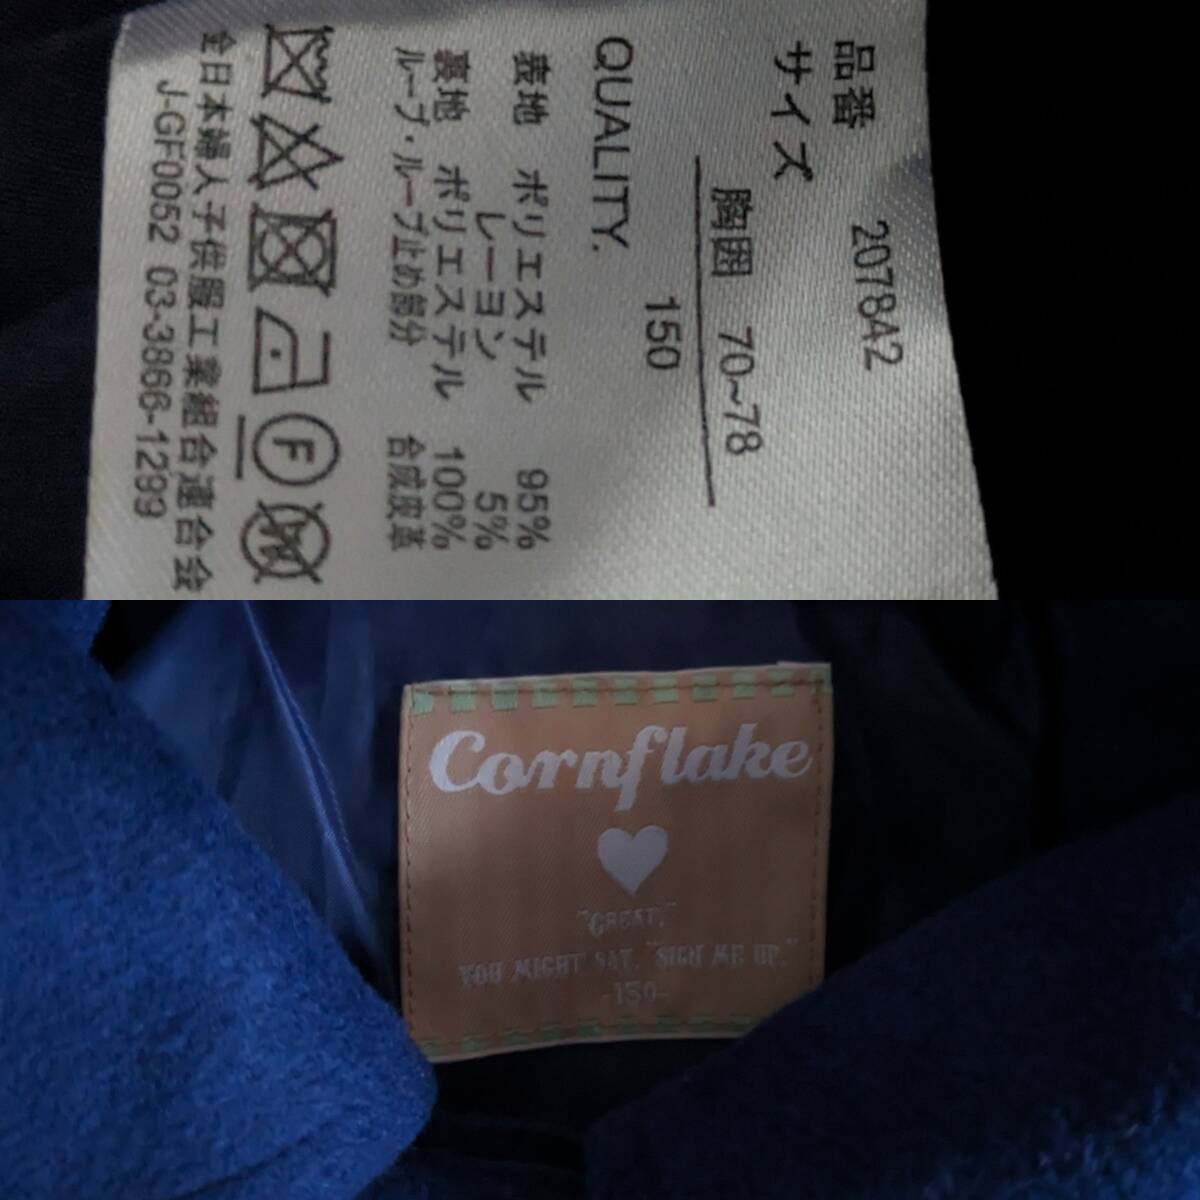 品番 207842
サイズ
胸囲 70~78
150
QUALITY.
表地 ポリエステル 95%
レーヨン 5%
裏地 ポリエステル 100%
ループ・ループ止め部分 合成皮革
F
全日本婦人子供服工業組合連合会
J-GF0052 03-3866-1299
Cornflake
"GREAT."
YOU MIGHT SAY. "SIGH ME UP."
-150-